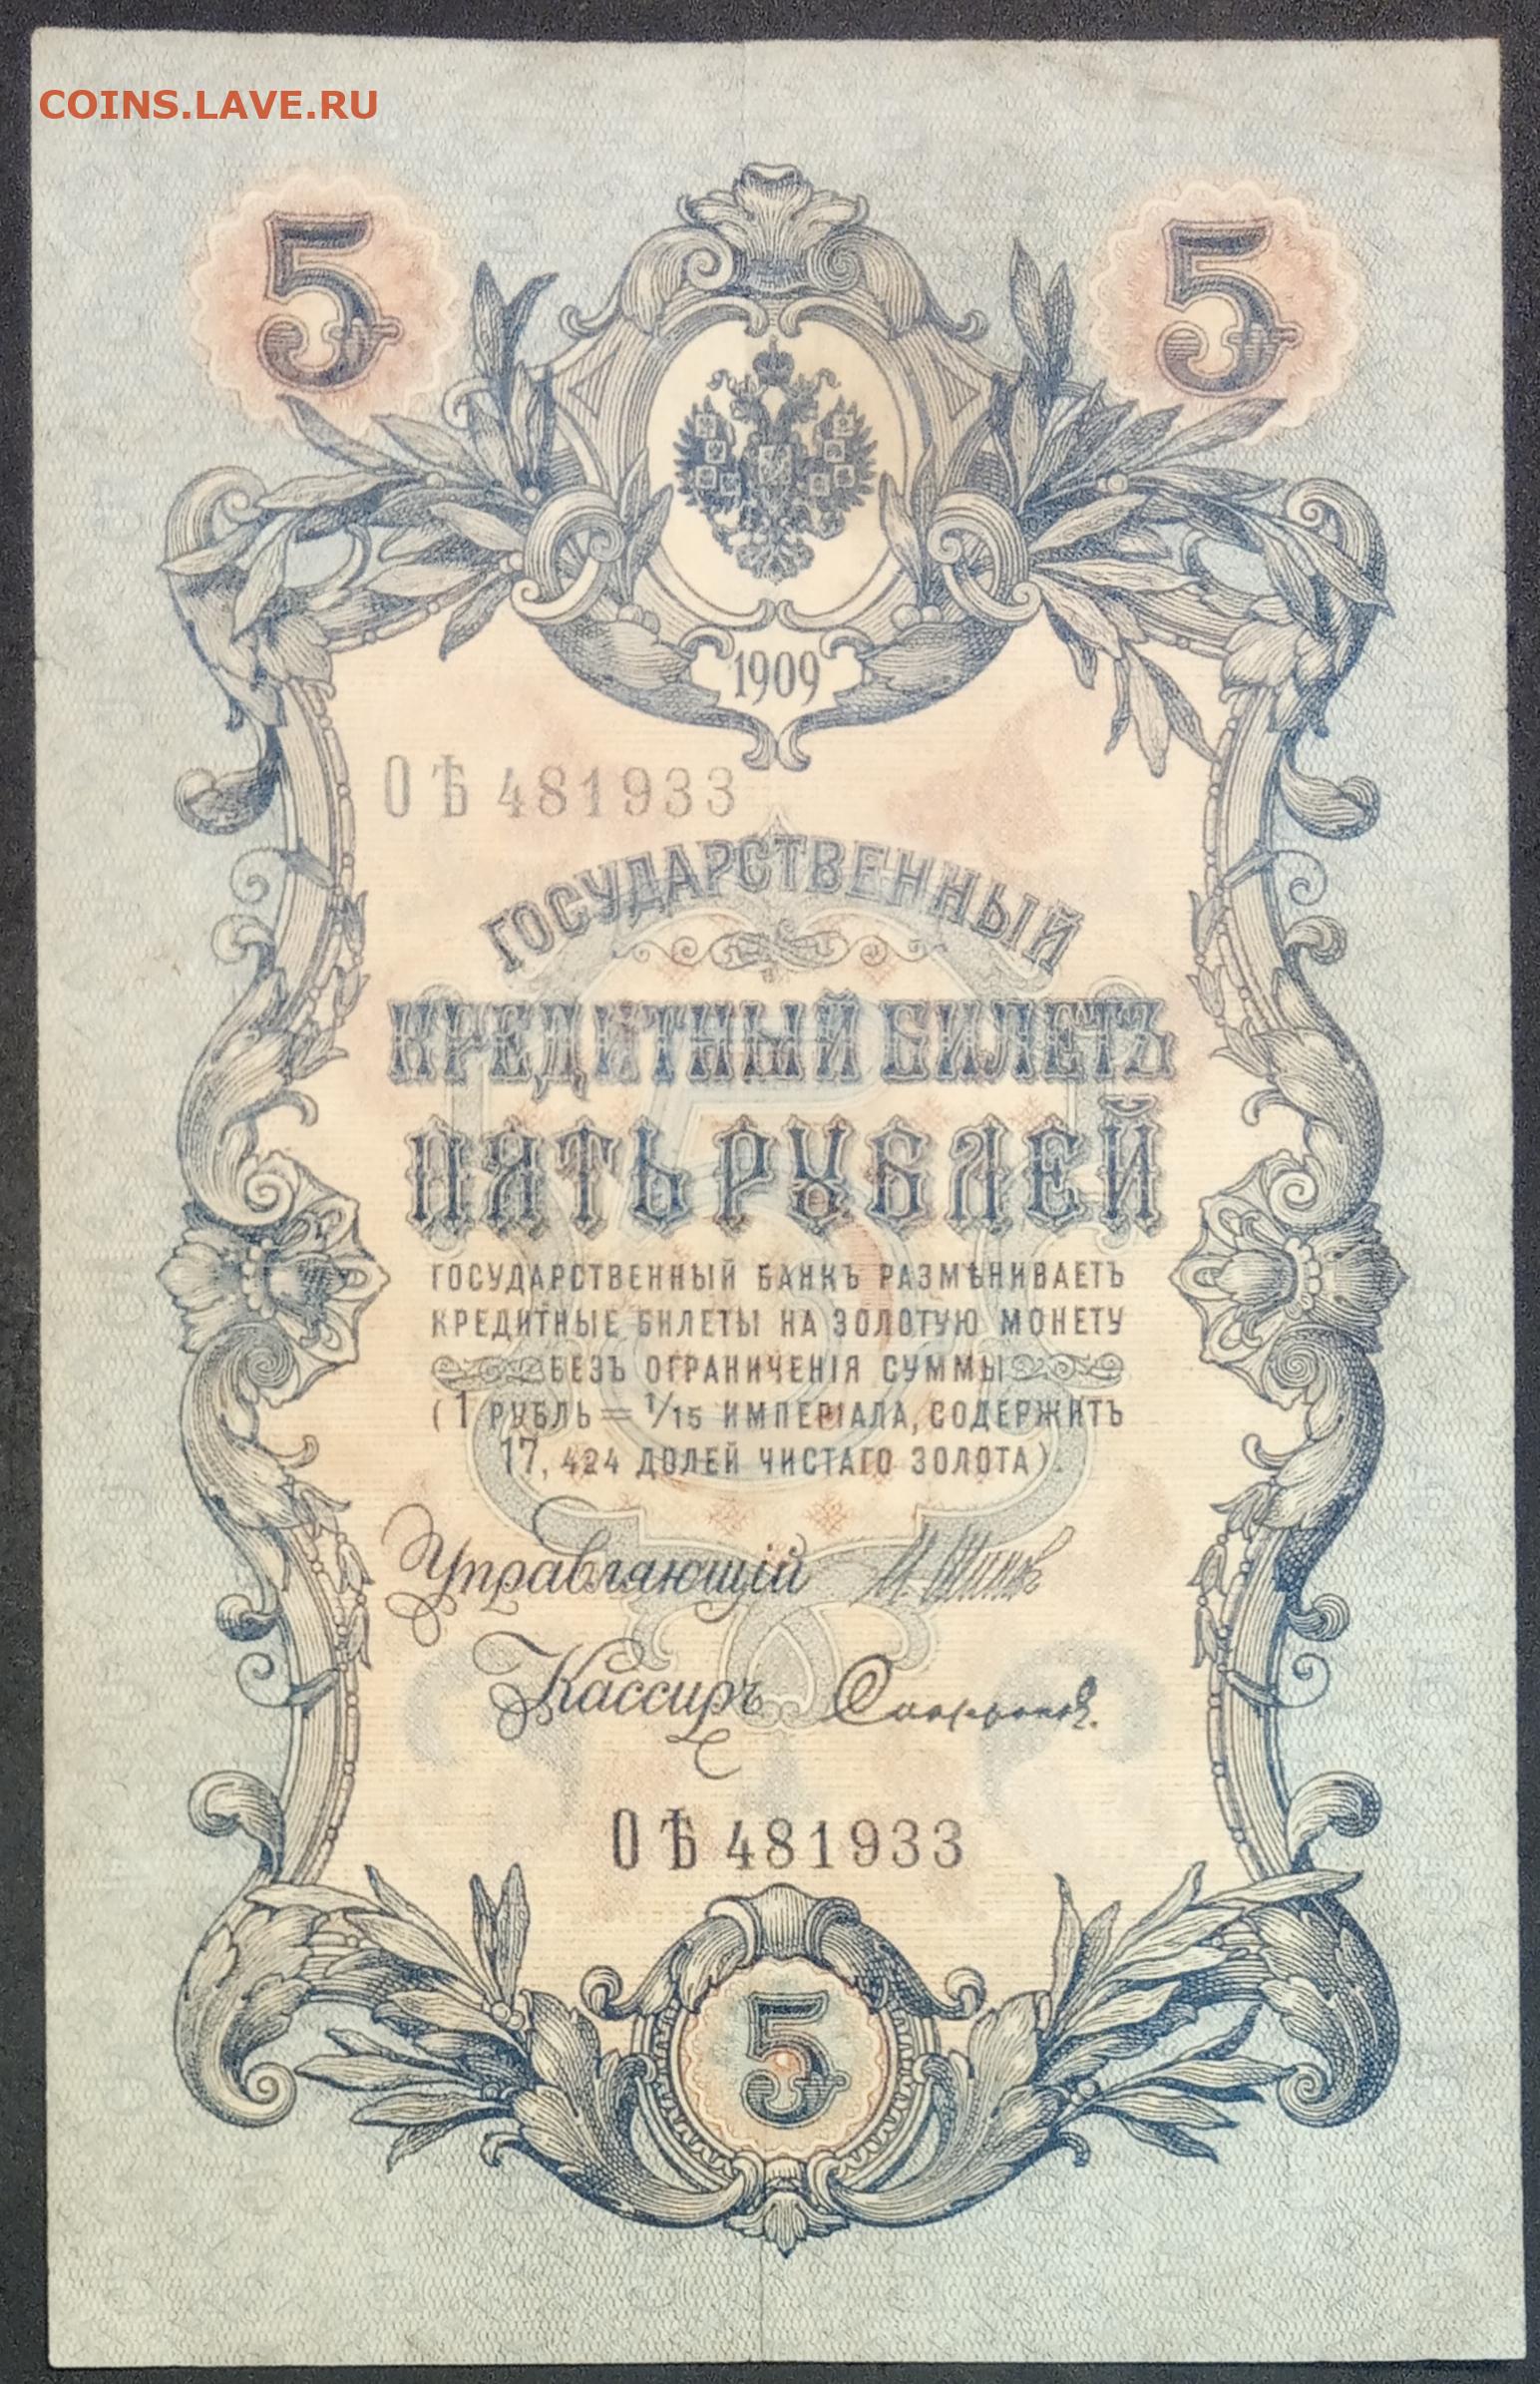 COINS.LAVE.RU
5 5
1909
ОѢ 481933
ГОСУДАРСТВЕННЫЙ
КРЕДИТНЫЙ БИЛЕТЪ
ПЯТЬ РУБЛЕЙ
ГОСУДАРСТВЕННЫЙ БАНКЪ РАЗМѢНИВАЕТЪ
КРЕДИТНЫЕ БИЛЕТЫ НА ЗОЛОТУЮ МОНЕТУ
БЕЗЪ ОГРАНИЧЕНІЯ СУММЫ
(1 РУБЛЬ = 1/15 ИМПЕРІАЛА, СОДЕРЖИТЪ
17,424 ДОЛЕЙ ЧИСТАГО ЗОЛОТА).
Управляющій
Кассиръ
ОѢ 481933
5